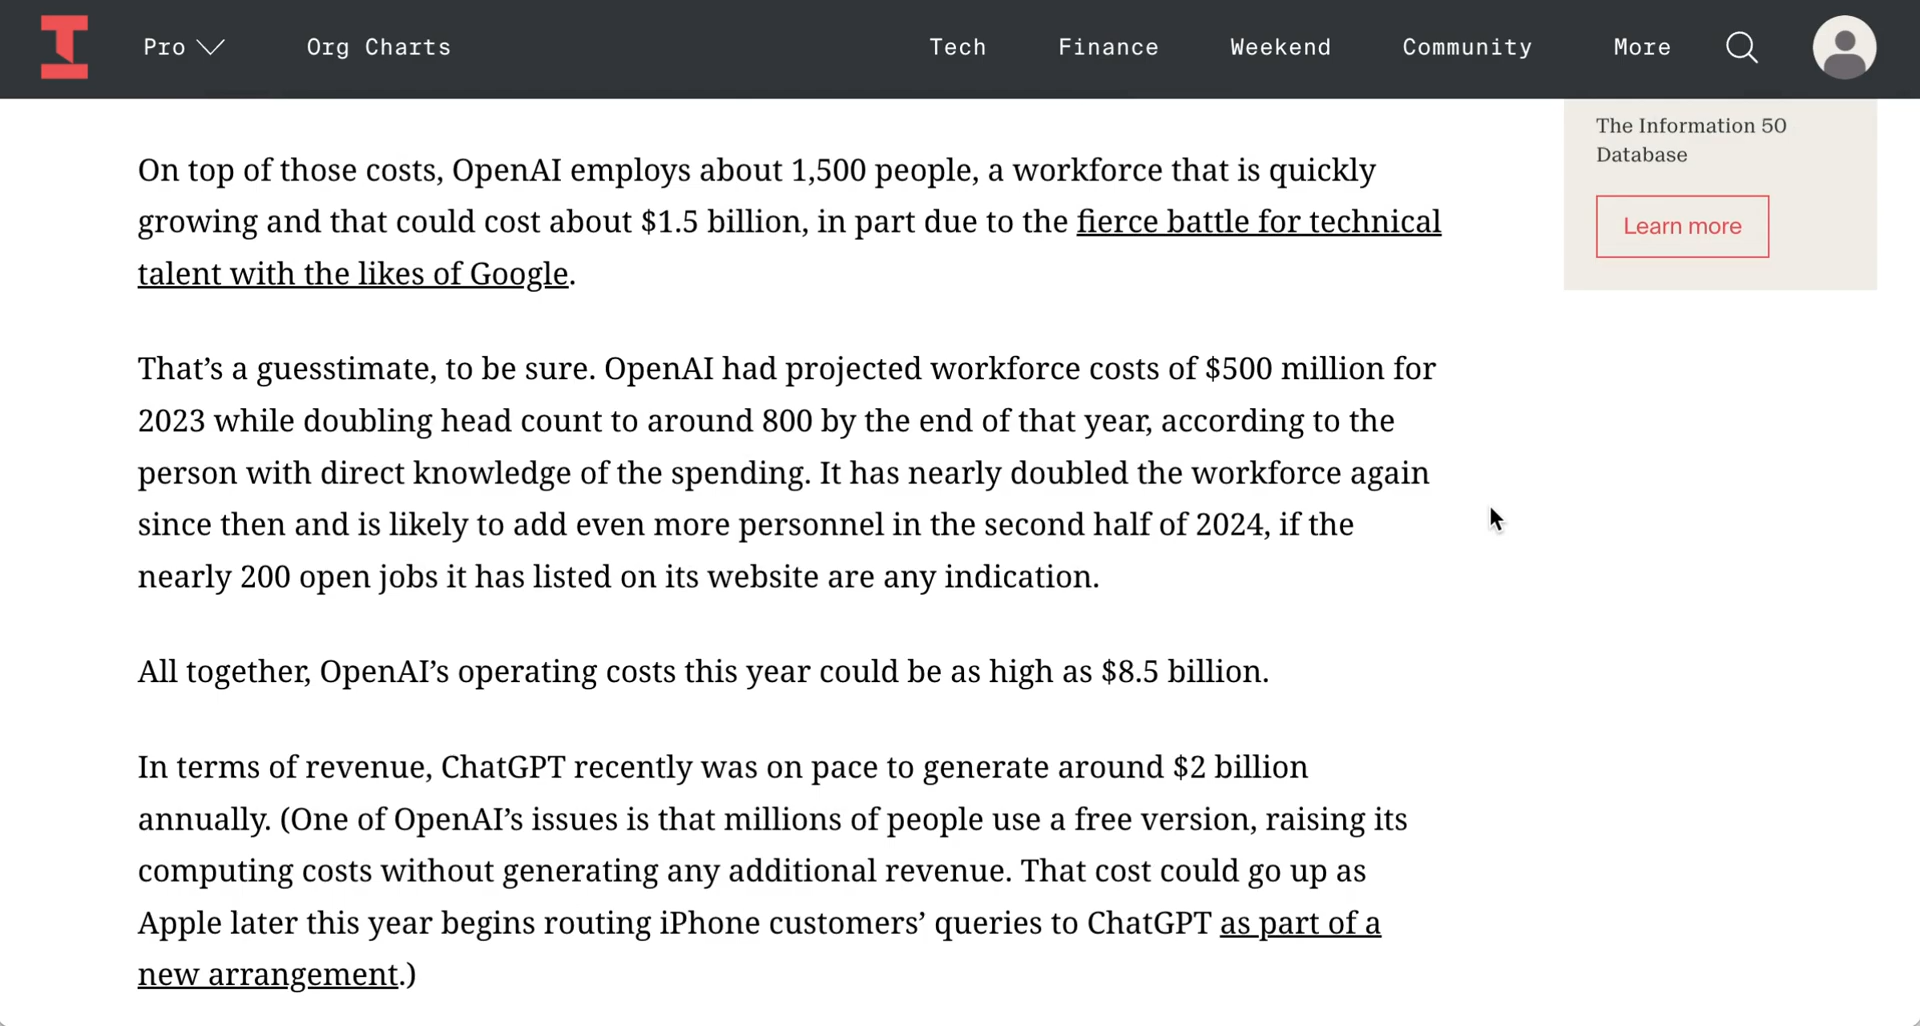 Pro
Org Charts
Tech
Finance
Weekend
Community
More
The Information 50
Database
Learn more
On top of those costs, OpenAI employs about 1,500 people, a workforce that is quickly
growing and that could cost about $1.5 billion, in part due to the fierce battle for technical
talent with the likes of Google.
That’s a guesstimate, to be sure. OpenAI had projected workforce costs of $500 million for
2023 while doubling head count to around 800 by the end of that year, according to the
person with direct knowledge of the spending. It has nearly doubled the workforce again
since then and is likely to add even more personnel in the second half of 2024, if the
nearly 200 open jobs it has listed on its website are any indication.
All together, OpenAI’s operating costs this year could be as high as $8.5 billion.
In terms of revenue, ChatGPT recently was on pace to generate around $2 billion
annually. (One of OpenAI’s issues is that millions of people use a free version, raising its
computing costs without generating any additional revenue. That cost could go up as
Apple later this year begins routing iPhone customers’ queries to ChatGPT as part of a
new arrangement.)